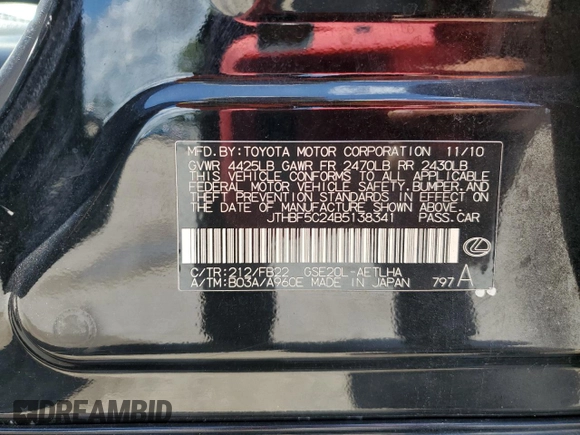 MFD.BY:TOYOTA MOTOR CORPORATION 11/10
GVWR 4425LB GAWR FR 2470LB RR 2430LB
THIS VEHICLE CONFORMS TO ALL APPLICABLE
FEDERAL MOTOR VEHICLE SAFETY,BUMPER,AND
THEFT PREVENTION STANDARDS IN EFFECT ON
THE DATE OF MANUFACTURE SHOWN ABOVE.
JTHBF5C24B5138341 PASS.CAR
C/TR:212/FB22 GSE20L-AETLHA
A/TM:B03A/A960E MADE IN JAPAN 797 A
DREAMBID